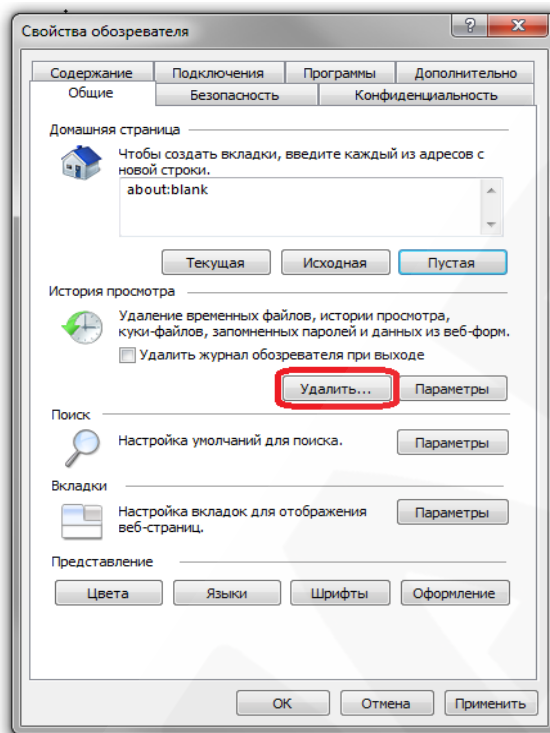 Свойства обозревателя
Содержание Подключения Программы Дополнительно
Общие Безопасность Конфиденциальность
Домашняя страница
Чтобы создать вкладки, введите каждый из адресов с
новой строки.
about:blank
Текущая Исходная Пустая
История просмотра
Удаление временных файлов, истории просмотра,
куки-файлов, запомненных паролей и данных из веб-форм.
Удалить журнал обозревателя при выходе
Удалить... Параметры
Поиск
Настройка умолчаний для поиска. Параметры
Вкладки
Настройка вкладок для отображения
веб-страниц.
Параметры
Представление
Цвета Языки Шрифты Оформление
ОК Отмена Применить